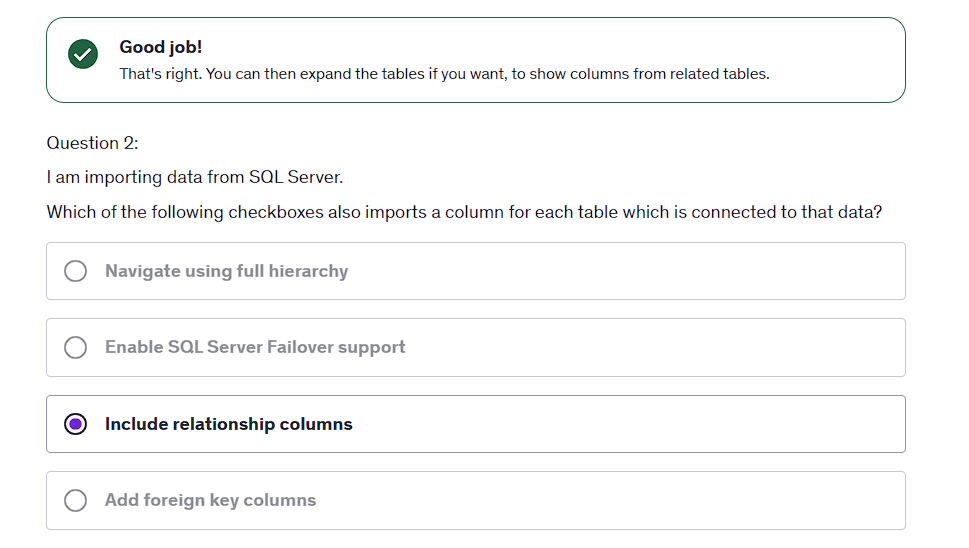 Good job!
That's right. You can then expand the tables if you want, to show columns from related tables.
Question 2:
I am importing data from SQL Server.
Which of the following checkboxes also imports a column for each table which is connected to that data?
Navigate using full hierarchy
Enable SQL Server Failover support
Include relationship columns
Add foreign key columns